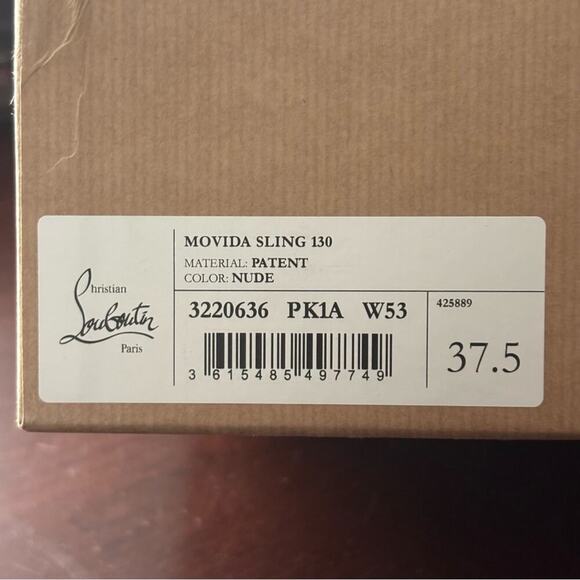 Christian
Louboutin
Paris
MOVIDA SLING 130
MATERIAL: PATENT
COLOR: NUDE
3220636 PK1A W53
3 615485 497749
425889
37.5